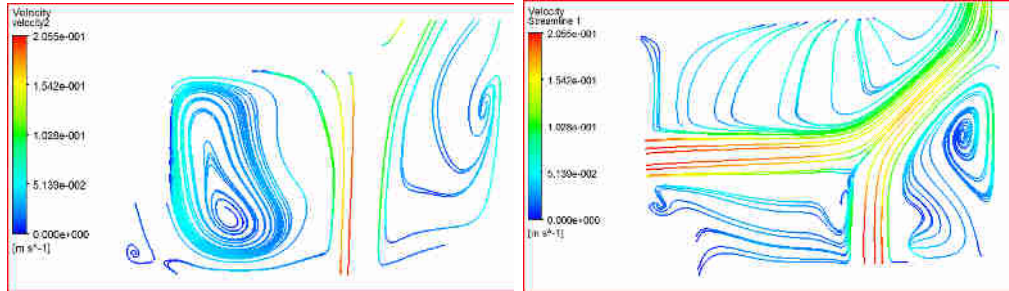 Velocity
velocity2
2.055e-001
1.542e-001
1.028e-001
5.139e-002
0.000e+000
[m s^-1]
Velocity
Streamline 1
2.055e-001
1.542e-001
1.028e-001
5.139e-002
0.000e+000
[m s^-1]